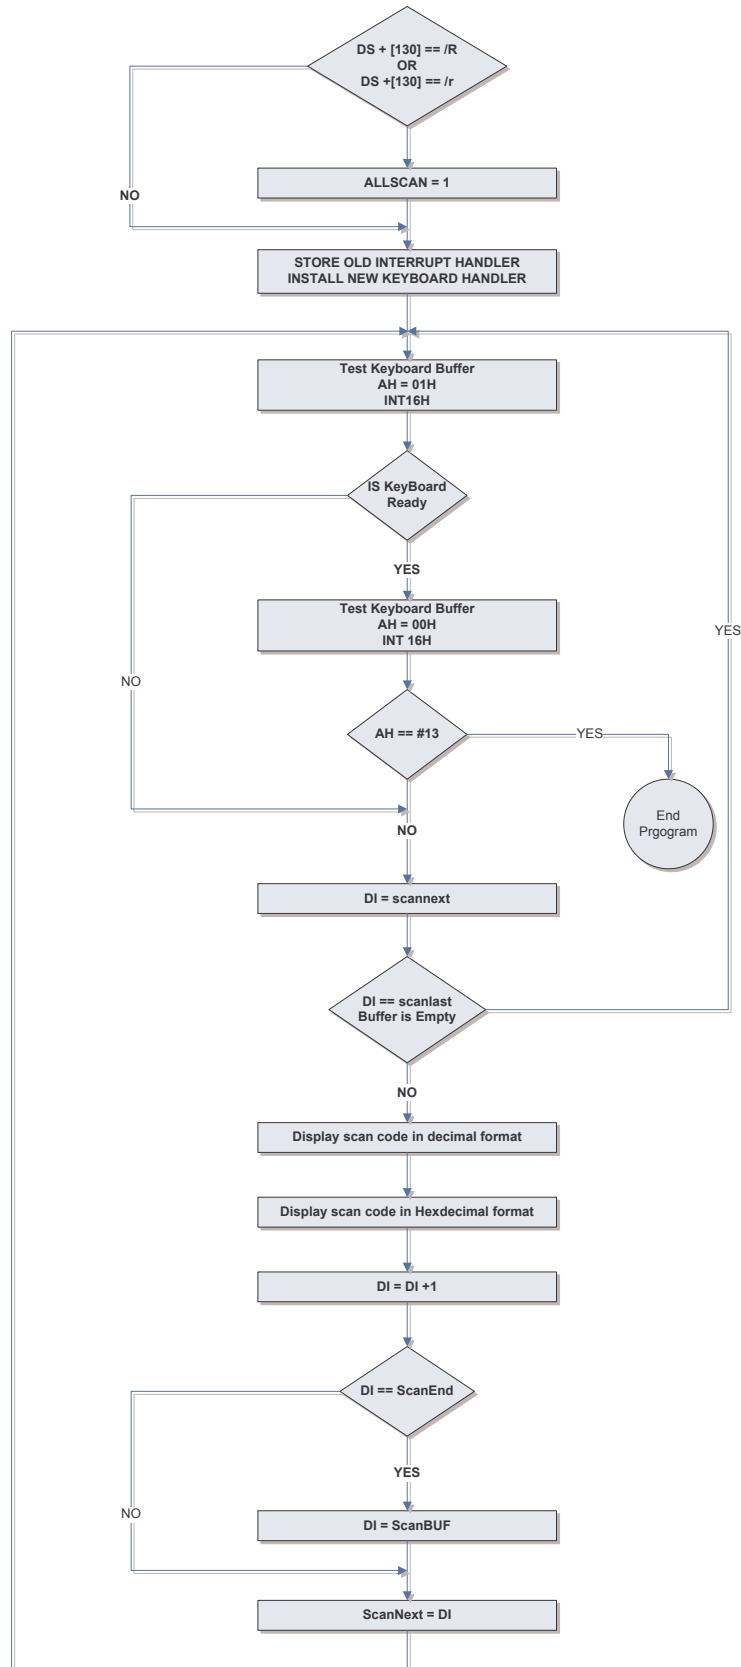 DS + [130] == /R
OR
DS +[130] == /r
NO
ALLSCAN = 1
STORE OLD INTERRUPT HANDLER
INSTALL NEW KEYBOARD HANDLER
Test Keyboard Buffer
AH = 01H
INT16H
IS KeyBoard
Ready
YES
Test Keyboard Buffer
AH = 00H
INT 16H
YES
NO
AH == #13
YES
End
Prgogram
NO
DI = scannext
DI == scanlast
Buffer is Empty
NO
Display scan code in decimal format
Display scan code in Hexdecimal format
DI = DI +1
DI == ScanEnd
YES
NO
DI = ScanBUF
ScanNext = DI